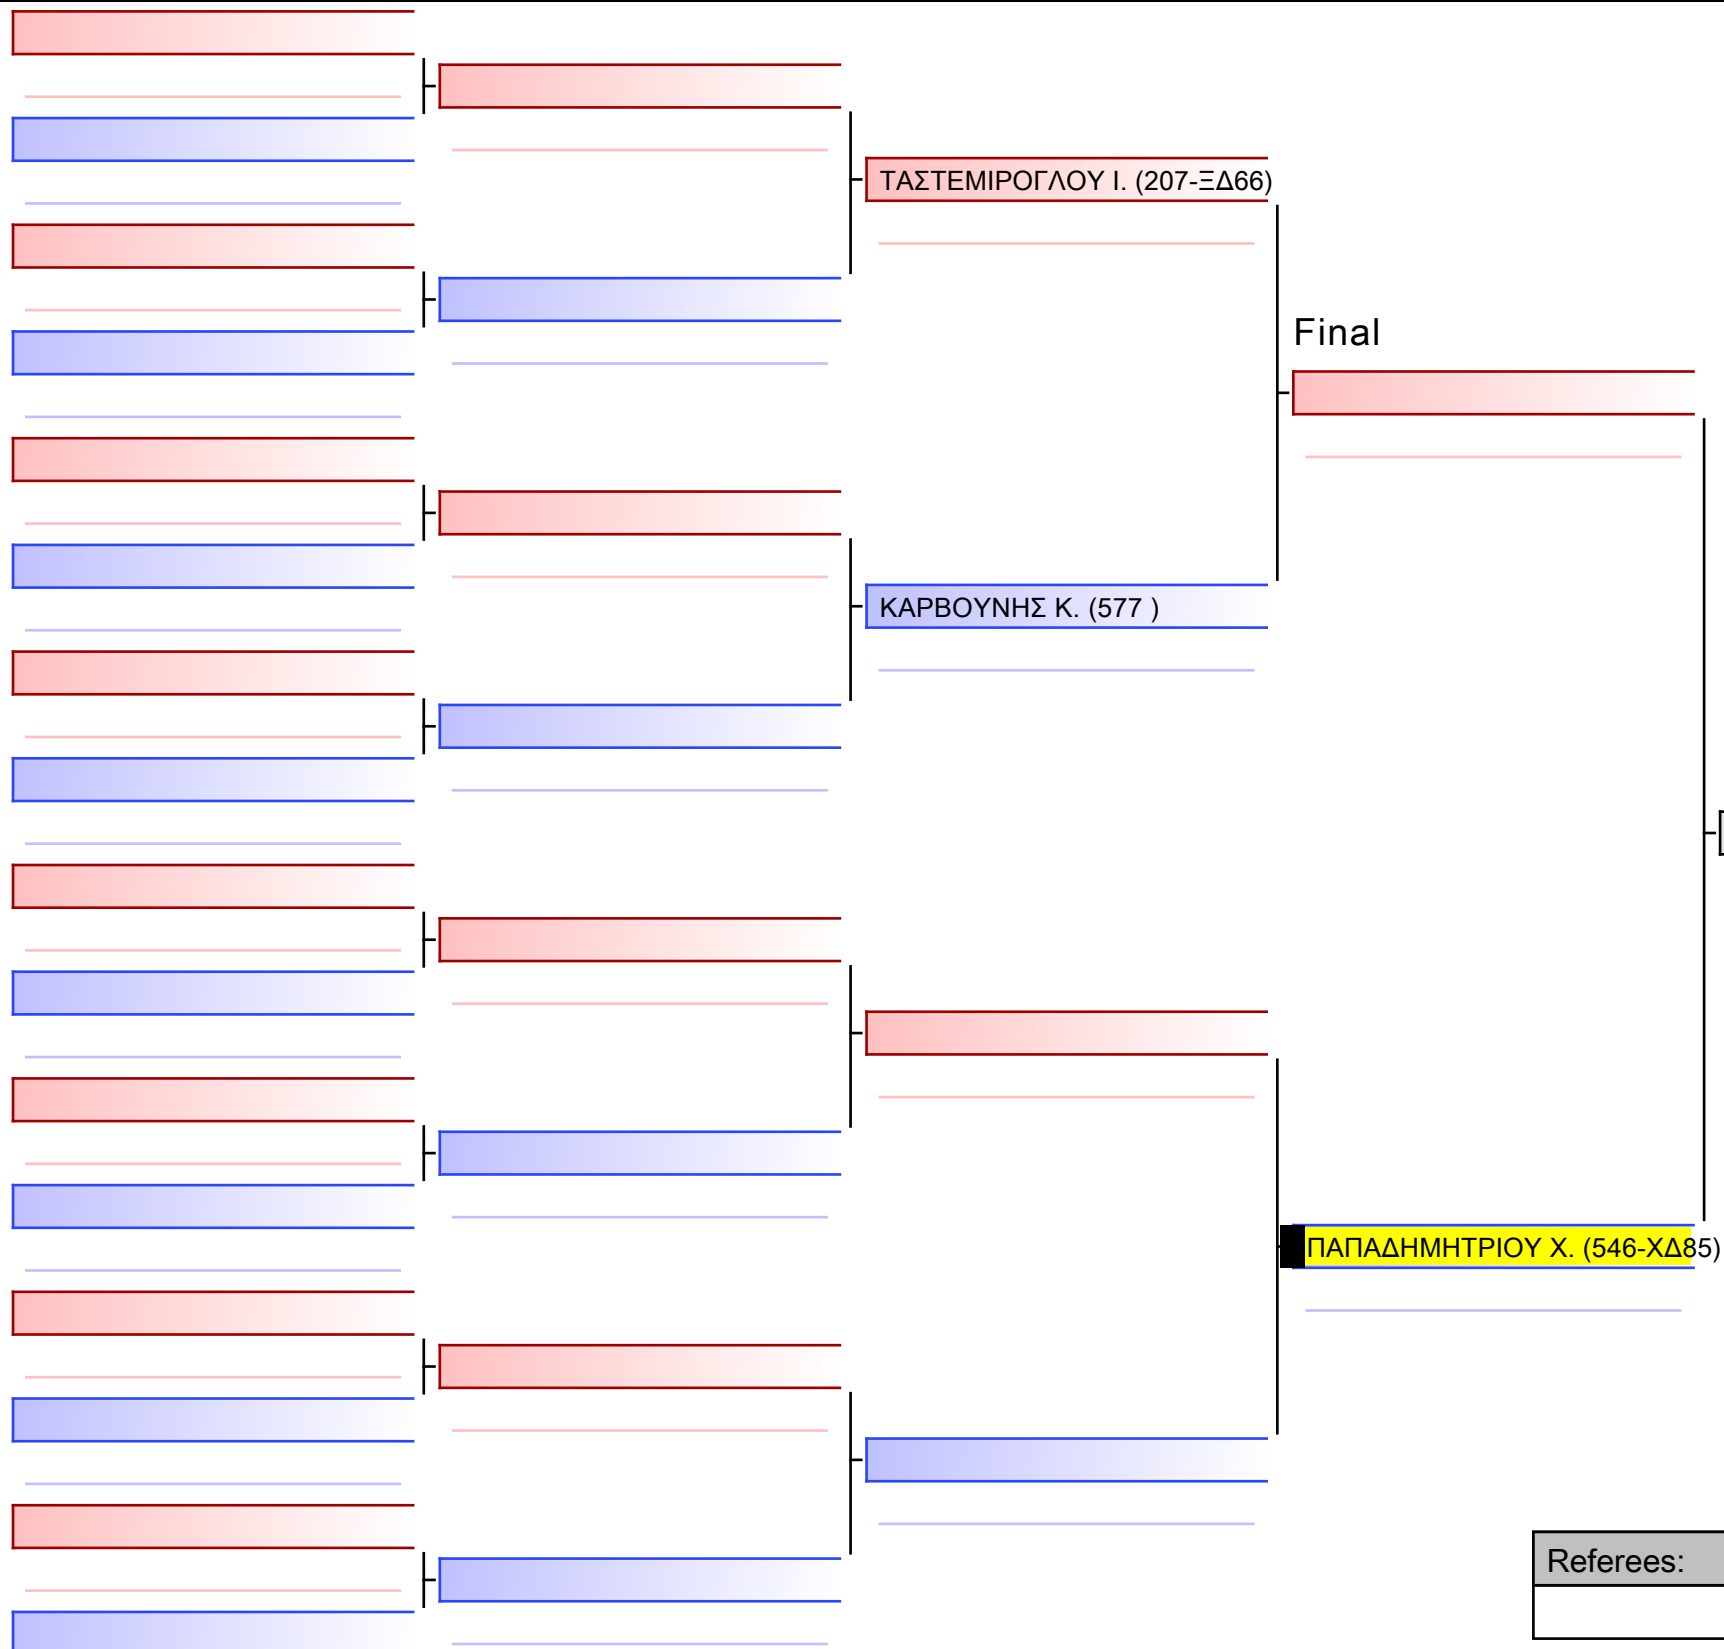 ΤΑΣΤΕΜΙΡΟΓΛΟΥ Ι. (207-ΞΔ66)
Final
ΚΑΡΒΟΥΝΗΣ Κ. (577 )
ΠΑΠΑΔΗΜΗΤΡΙΟΥ Χ. (546-ΧΔ85)
Referees: